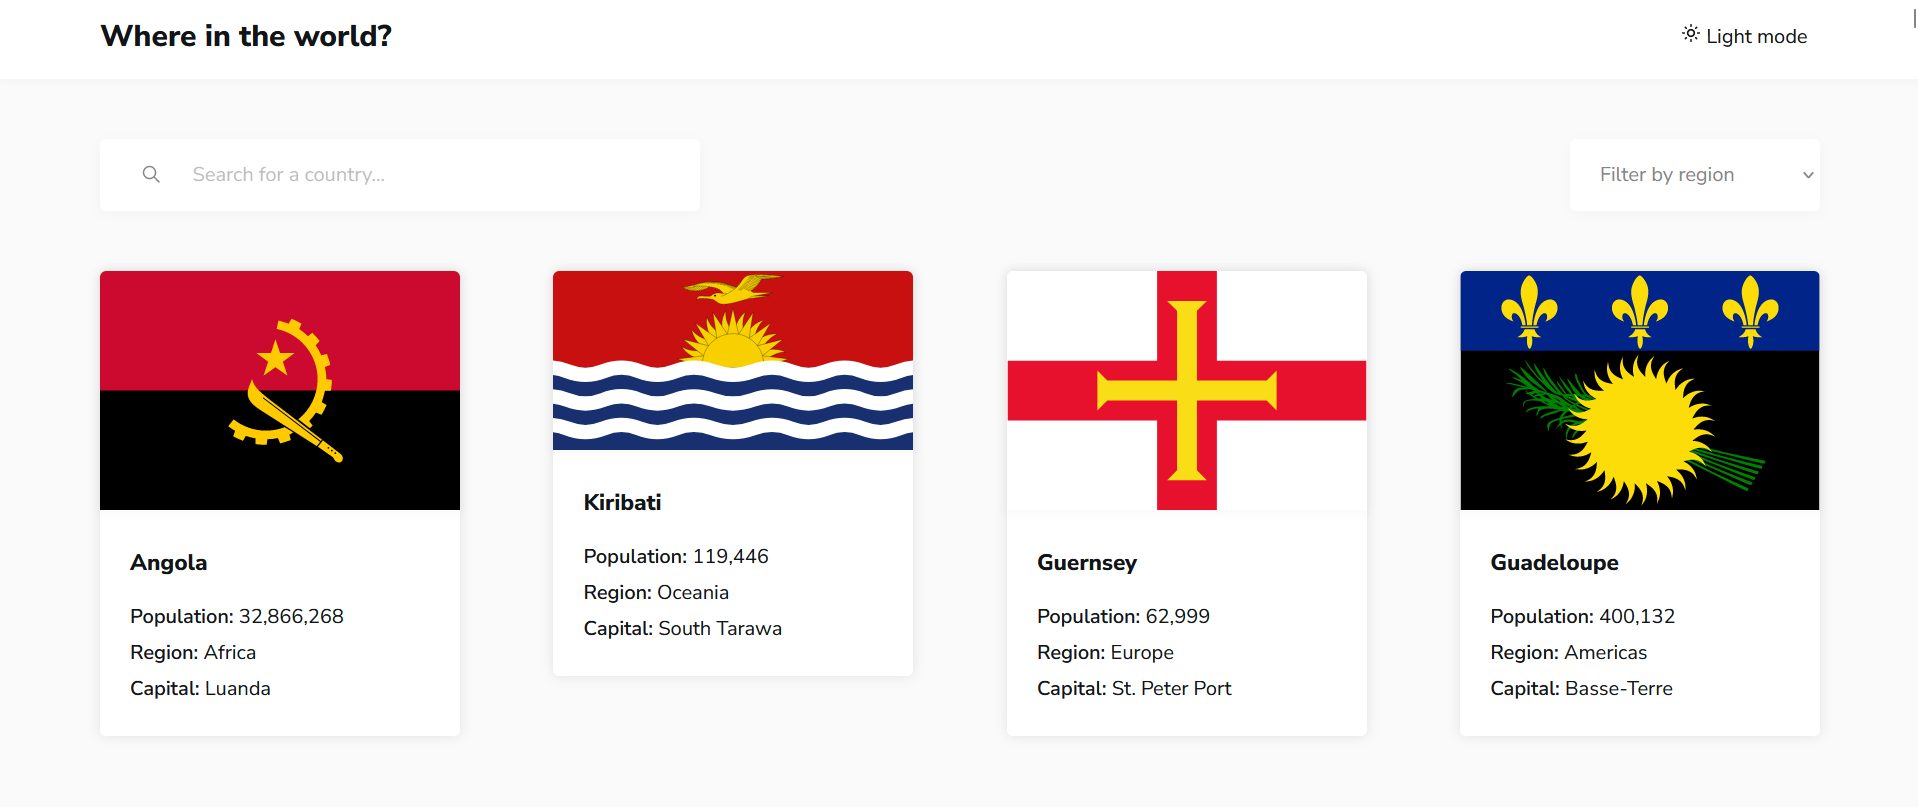 Where in the world?
Light mode
Search for a country...
Filter by region
Angola
Population: 32,866,268
Region: Africa
Capital: Luanda
Kiribati
Population: 119,446
Region: Oceania
Capital: South Tarawa
Guernsey
Population: 62,999
Region: Europe
Capital: St. Peter Port
Guadeloupe
Population: 400,132
Region: Americas
Capital: Basse-Terre